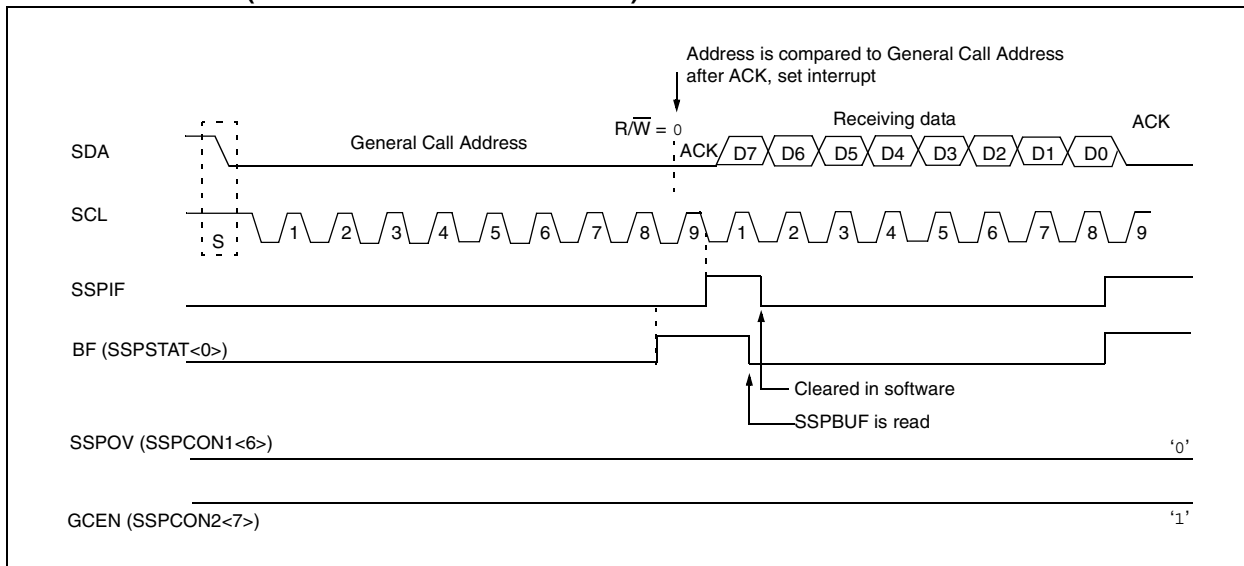 Address is compared to General Call Address
after ACK, set interrupt
R/W̅ = 0
Receiving data
ACK
SDA
General Call Address
ACK
D7 D6 D5 D4 D3 D2 D1 D0
SCL
S
1 2 3 4 5 6 7 8 9 1 2 3 4 5 6 7 8 9
SSPIF
BF (SSPSTAT<0>)
Cleared in software
SSPBUF is read
SSPOV (SSPCON1<6>)
‘0’
GCEN (SSPCON2<7>)
‘1’